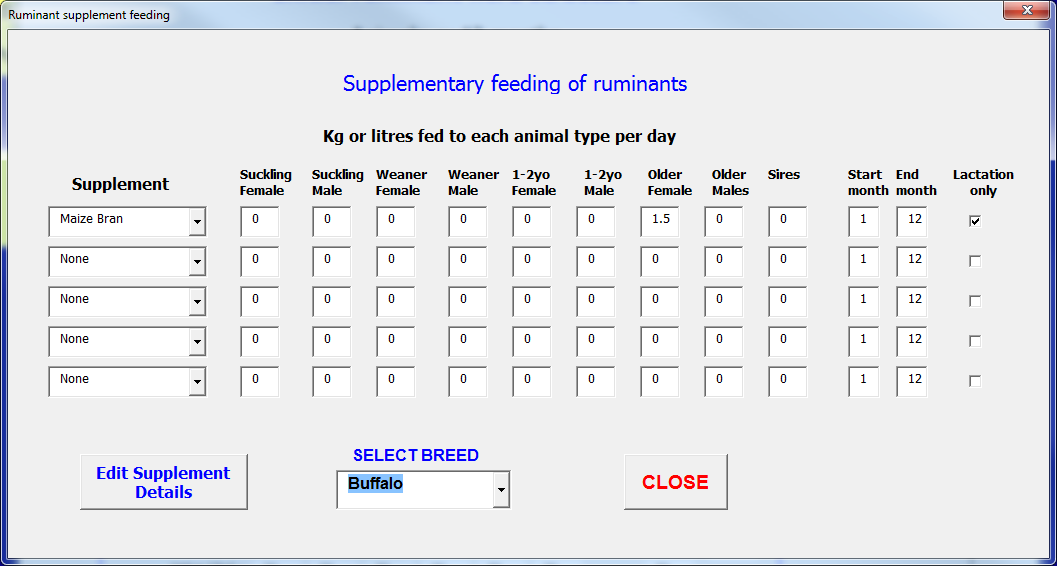 Ruminant supplement feeding
Supplementary feeding of ruminants
Kg or litres fed to each animal type per day
Supplement Suckling Female Suckling Male Weaner Female Weaner Male 1-2yo Female 1-2yo Male Older Female Older Males Sires Start month End month Lactation only
Maize Bran 0 0 0 0 0 0 1.5 0 0 1 12
None 0 0 0 0 0 0 0 0 0 1 12
None 0 0 0 0 0 0 0 0 0 1 12
None 0 0 0 0 0 0 0 0 0 1 12
None 0 0 0 0 0 0 0 0 0 1 12
Edit Supplement
Details
SELECT BREED
Buffalo
CLOSE